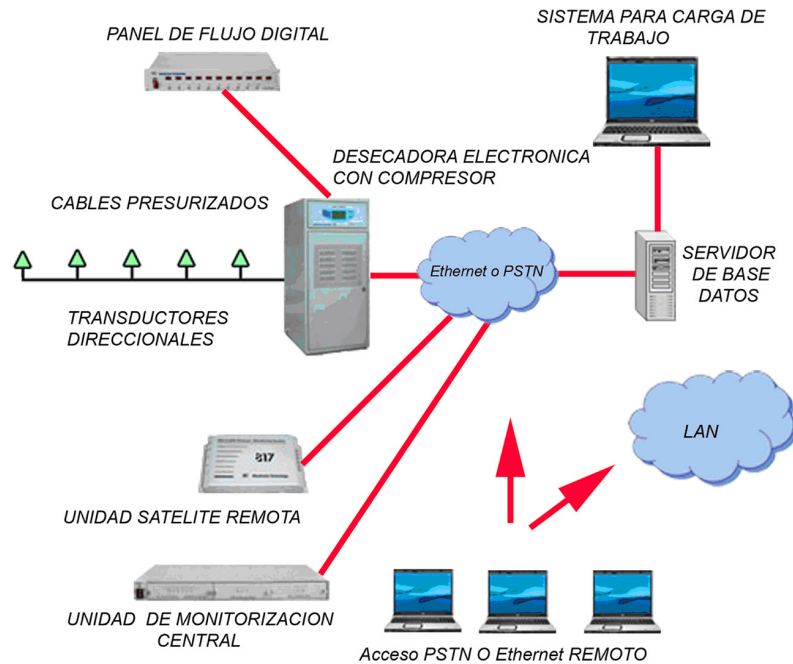 PANEL DE FLUJO DIGITAL
SISTEMA PARA CARGA DE
TRABAJO
DESECADORA ELECTRONICA
CON COMPRESOR
CABLES PRESURIZADOS
Ethernet o PSTN
SERVIDOR
DE BASE
DATOS
TRANSDUCTORES
DIRECCIONALES
LAN
817
UNIDAD SATELITE REMOTA
UNIDAD DE MONITORIZACION
CENTRAL
Acceso PSTN O Ethernet REMOTO